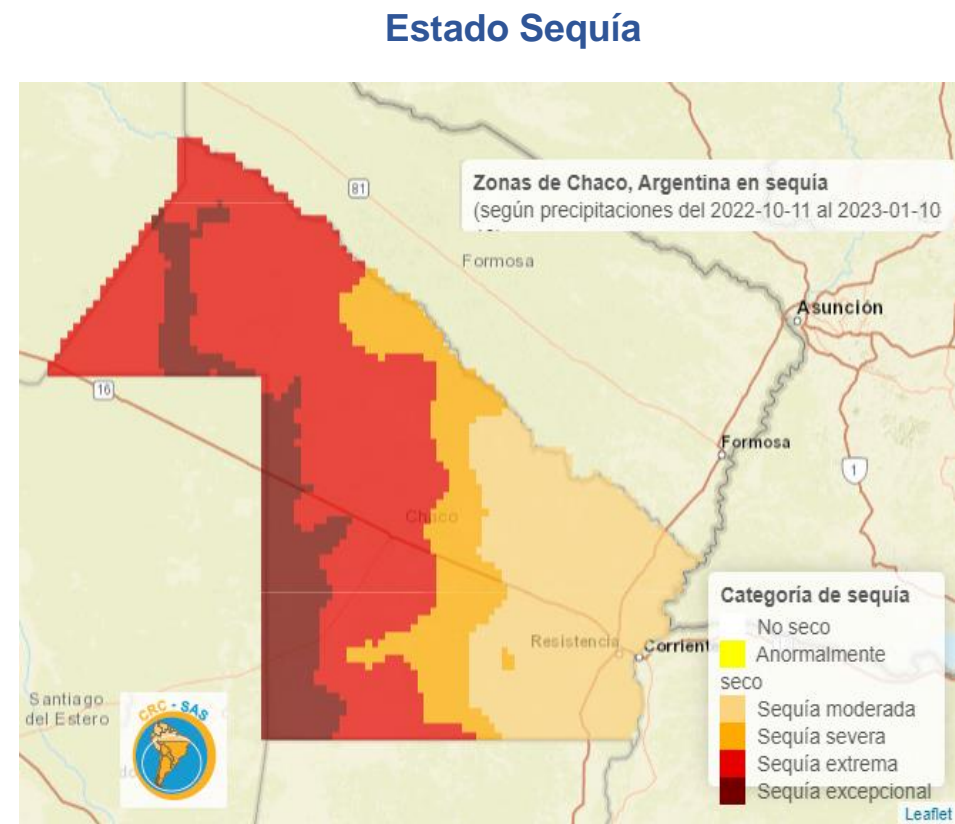 Estado Sequía
Zonas de Chaco, Argentina en sequía
(según precipitaciones del 2022-10-11 al 2023-01-10
81
Formosa
Asunción
16
Formosa
1
Chaco
Categoría de sequía
No seco
Anormalmente
seco
Sequía moderada
Sequía severa
Sequía extrema
Sequía excepcional
Resistencia
Corrient
Santiago
del Estero
CRC - SAS
Leaflet